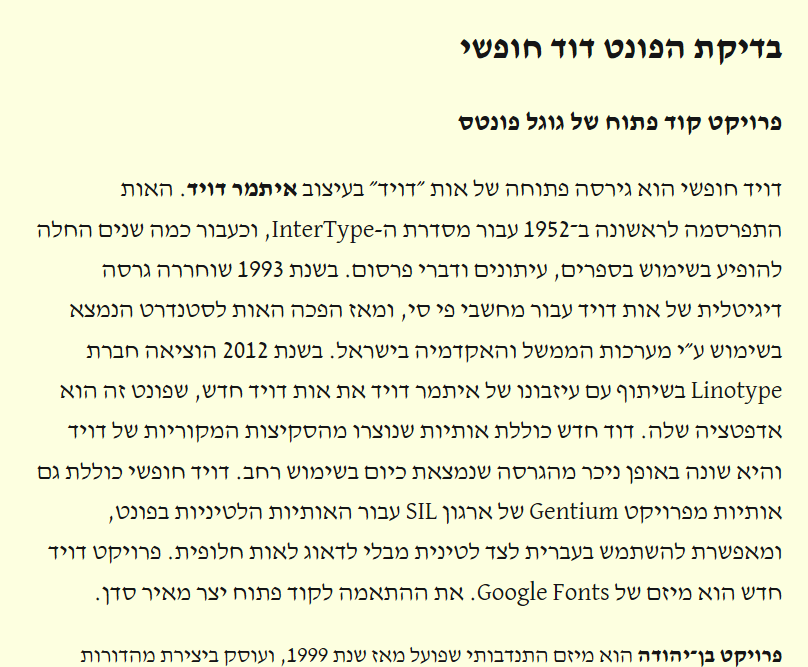 בדיקת הפונט דוד חופשי
פרויקט קוד פתוח של גוגל פונטס
דויד חופשי הוא גירסה פתוחה של אות ״דויד״ בעיצוב איתמר דויד. האות
התפרסמה לראשונה ב־1952 עבור מסדרת ה-InterType, וכעבור כמה שנים החלה
להופיע בשימוש בספרים, עיתונים ודברי פרסום. בשנת 1993 שוחררה גרסה
דיגיטלית של אות דויד עבור מחשבי פי סי, ומאז הפכה האות לסטנדרט הנמצא
בשימוש ע״י מערכות הממשל והאקדמיה בישראל. בשנת 2012 הוציאה חברת
Linotype בשיתוף עם עיזבונו של איתמר דויד את אות דויד חדש, שפונט זה הוא
אדפטציה שלה. דוד חדש כוללת אותיות שנוצרו מהסקיצות המקוריות של דויד
והיא שונה באופן ניכר מהגרסה שנמצאת כיום בשימוש רחב. דויד חופשי כוללת גם
אותיות מפרויקט Gentium של ארגון SIL עבור האותיות הלטיניות בפונט,
ומאפשרת להשתמש בעברית לצד לטינית מבלי לדאוג לאות חלופית. פרויקט דויד
חדש הוא מיזם של Google Fonts. את ההתאמה לקוד פתוח יצר מאיר סדן.
פרויקט בן־יהודה הוא מיזם התנדבותי שפועל מאז שנת 1999, ועוסק ביצירת מהדורות